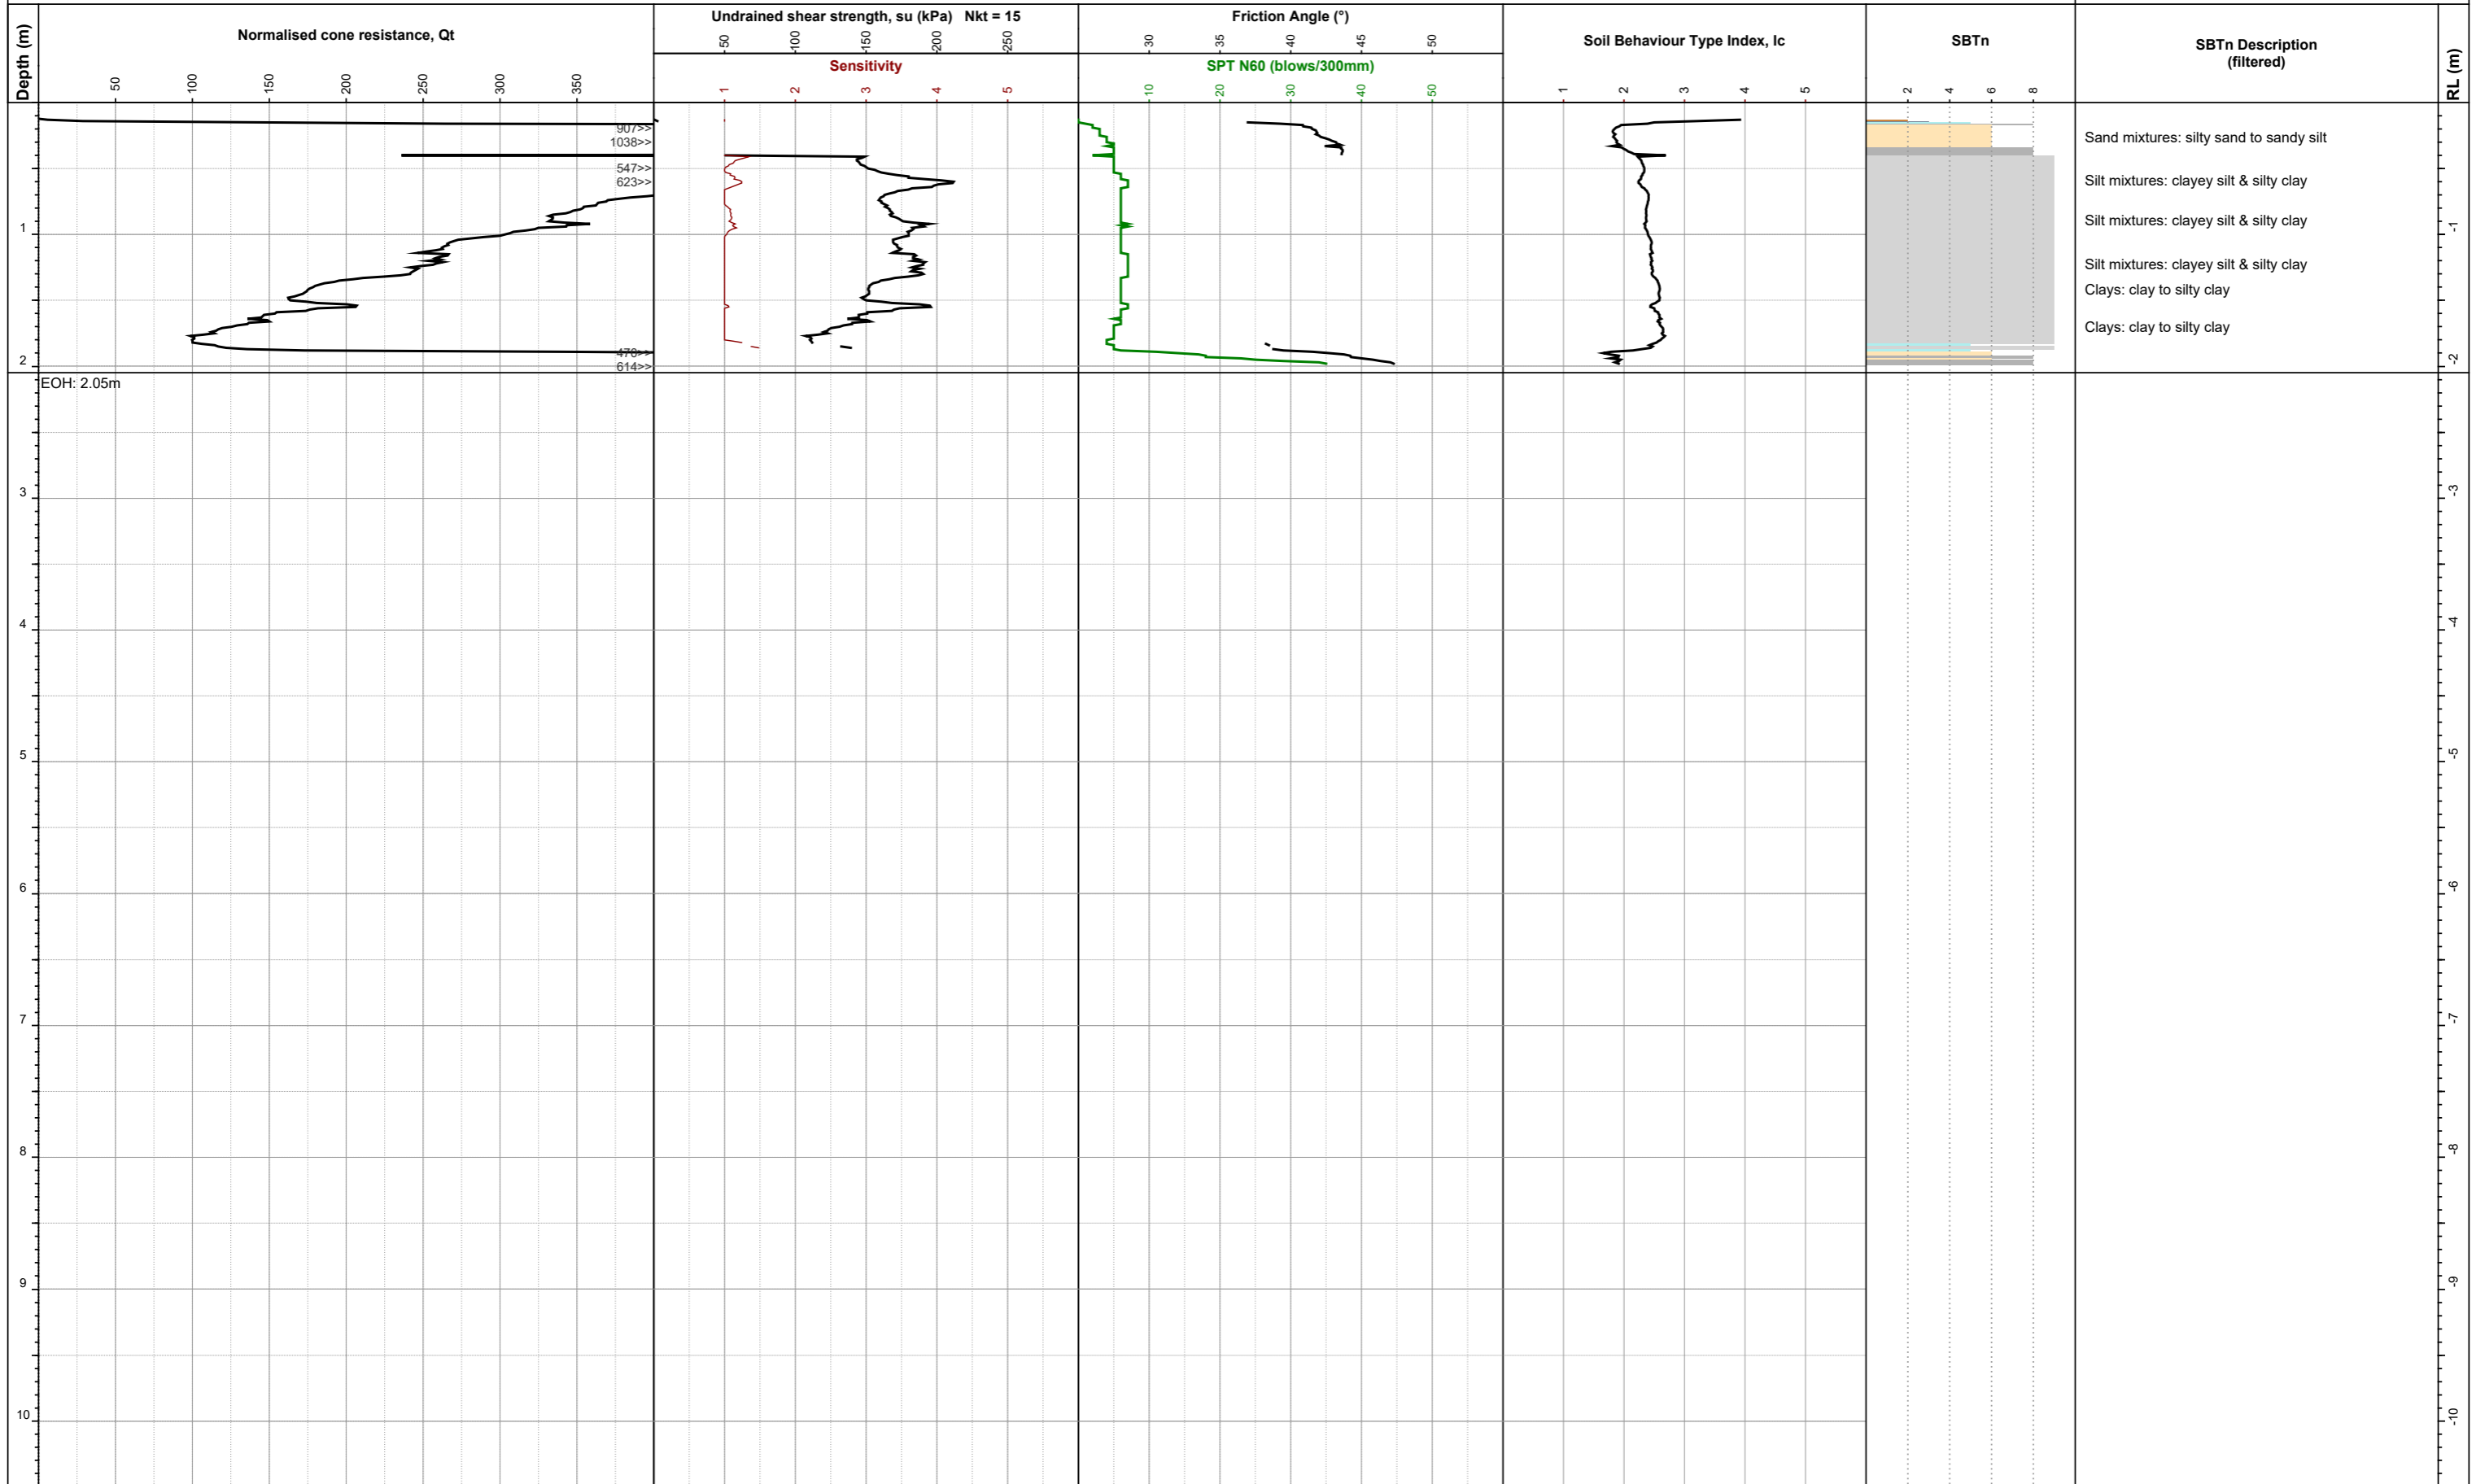 Depth (m)
Normalised cone resistance, Qt
50 100 150 200 250 300 350
Undrained shear strength, su (kPa) Nkt = 15
50 100 150 200 250
Sensitivity
1 2 3 4 5
Friction Angle (°)
30 35 40 45 50
SPT N60 (blows/300mm)
10 20 30 40 50
Soil Behaviour Type Index, Ic
1 2 3 4 5
SBTn
2 4 6 8
SBTn Description
(filtered)
RL (m)
907>>
1038>>
547>>
623>>
470>>
614>>
Sand mixtures: silty sand to sandy silt
Silt mixtures: clayey silt & silty clay
Silt mixtures: clayey silt & silty clay
Silt mixtures: clayey silt & silty clay
Clays: clay to silty clay
Clays: clay to silty clay
EOH: 2.05m
1
2
3
4
5
6
7
8
9
10
-1
-2
-3
-4
-5
-6
-7
-8
-9
-10